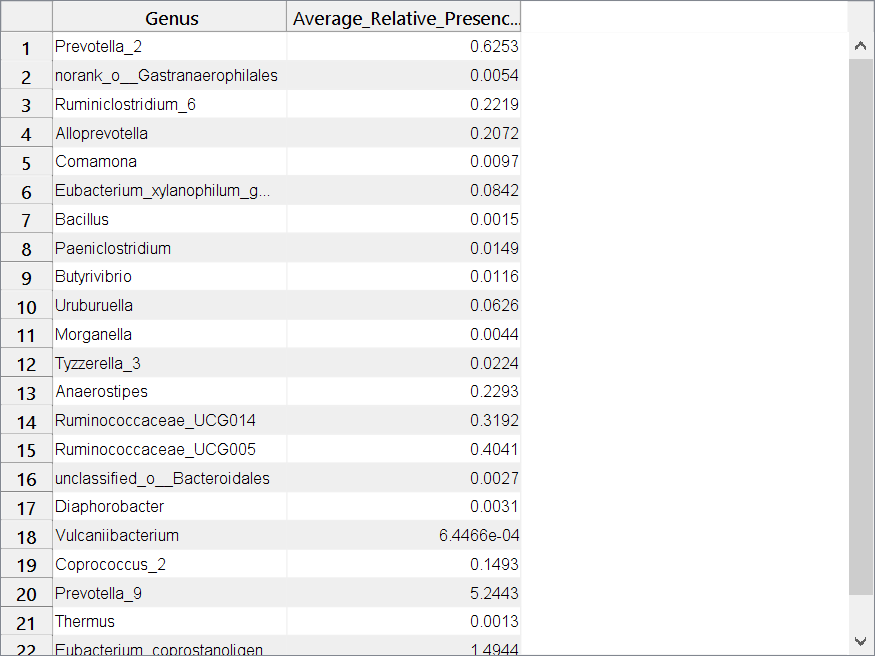 Genus Average_Relative_Presenc...
1 Prevotella_2 0.6253
2 norank_o__Gastranaerophilales 0.0054
3 Ruminiclostridium_6 0.2219
4 Alloprevotella 0.2072
5 Comamona 0.0097
6 Eubacterium_xylanophilum_g... 0.0842
7 Bacillus 0.0015
8 Paeniclostridium 0.0149
9 Butyrivibrio 0.0116
10 Uruburuella 0.0626
11 Morganella 0.0044
12 Tyzzerella_3 0.0224
13 Anaerostipes 0.2293
14 Ruminococcaceae_UCG014 0.3192
15 Ruminococcaceae_UCG005 0.4041
16 unclassified_o__Bacteroidales 0.0027
17 Diaphorobacter 0.0031
18 Vulcaniibacterium 6.4466e-04
19 Coprococcus_2 0.1493
20 Prevotella_9 5.2443
21 Thermus 0.0013
22 Eubacterium_coprostanoligen 1.4944